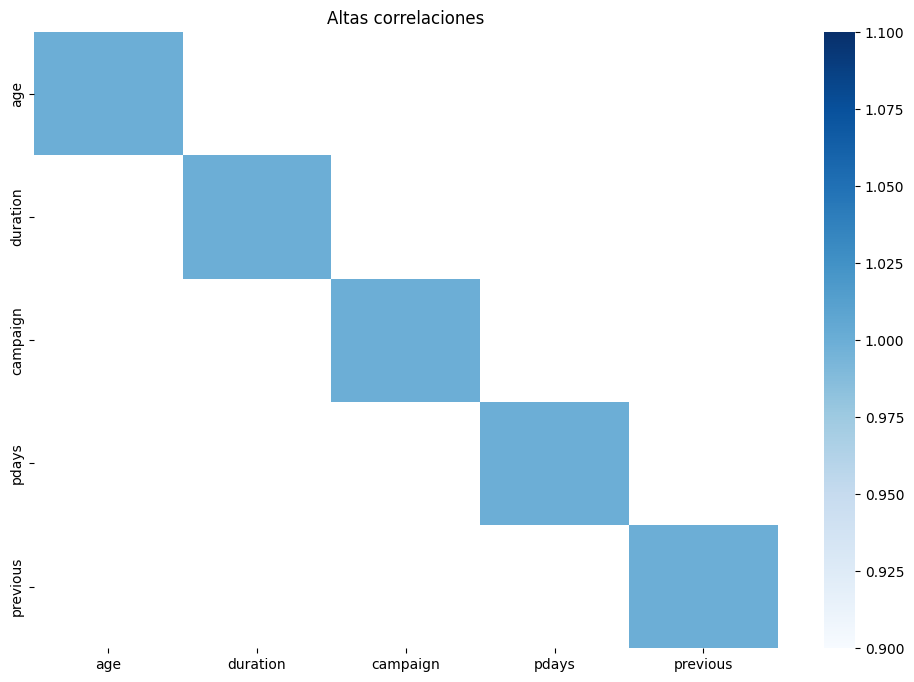 Altas correlaciones
age
duration
campaign
pdays
previous
age
duration
campaign
pdays
previous
1.100
1.075
1.050
1.025
1.000
0.975
0.950
0.925
0.900